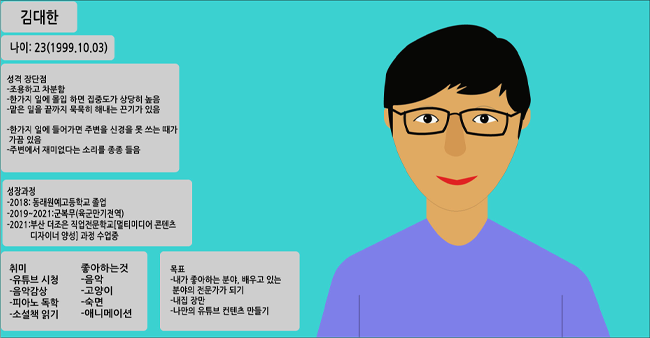 김대한
나이: 23(1999.10.03)
성격 장단점
-조용하고 차분함
-한가지 일에 몰입 하면 집중도가 상당히 높음
-맡은 일을 끝까지 묵묵히 해내는 끈기가 있음
-한가지 일에 들어가면 주변을 신경을 못 쓰는 때가
가끔 있음
-주변에서 재미없다는 소리를 종종 들음
성장과정
-2018: 동래원예고등학교 졸업
-2019~2021:군복무(육군만기전역)
-2021:부산 더조은 직업전문학교[멀티미디어 콘텐츠
디자이너 양성] 과정 수업중
취미
-유튜브 시청
-음악감상
-피아노 독학
-소설책 읽기
좋아하는것
-음악
-고양이
-숙면
-애니메이션
목표
-내가 좋아하는 분야, 배우고 있는
분야의 전문가가 되기
-내집 장만
-나만의 유튜브 컨텐츠 만들기